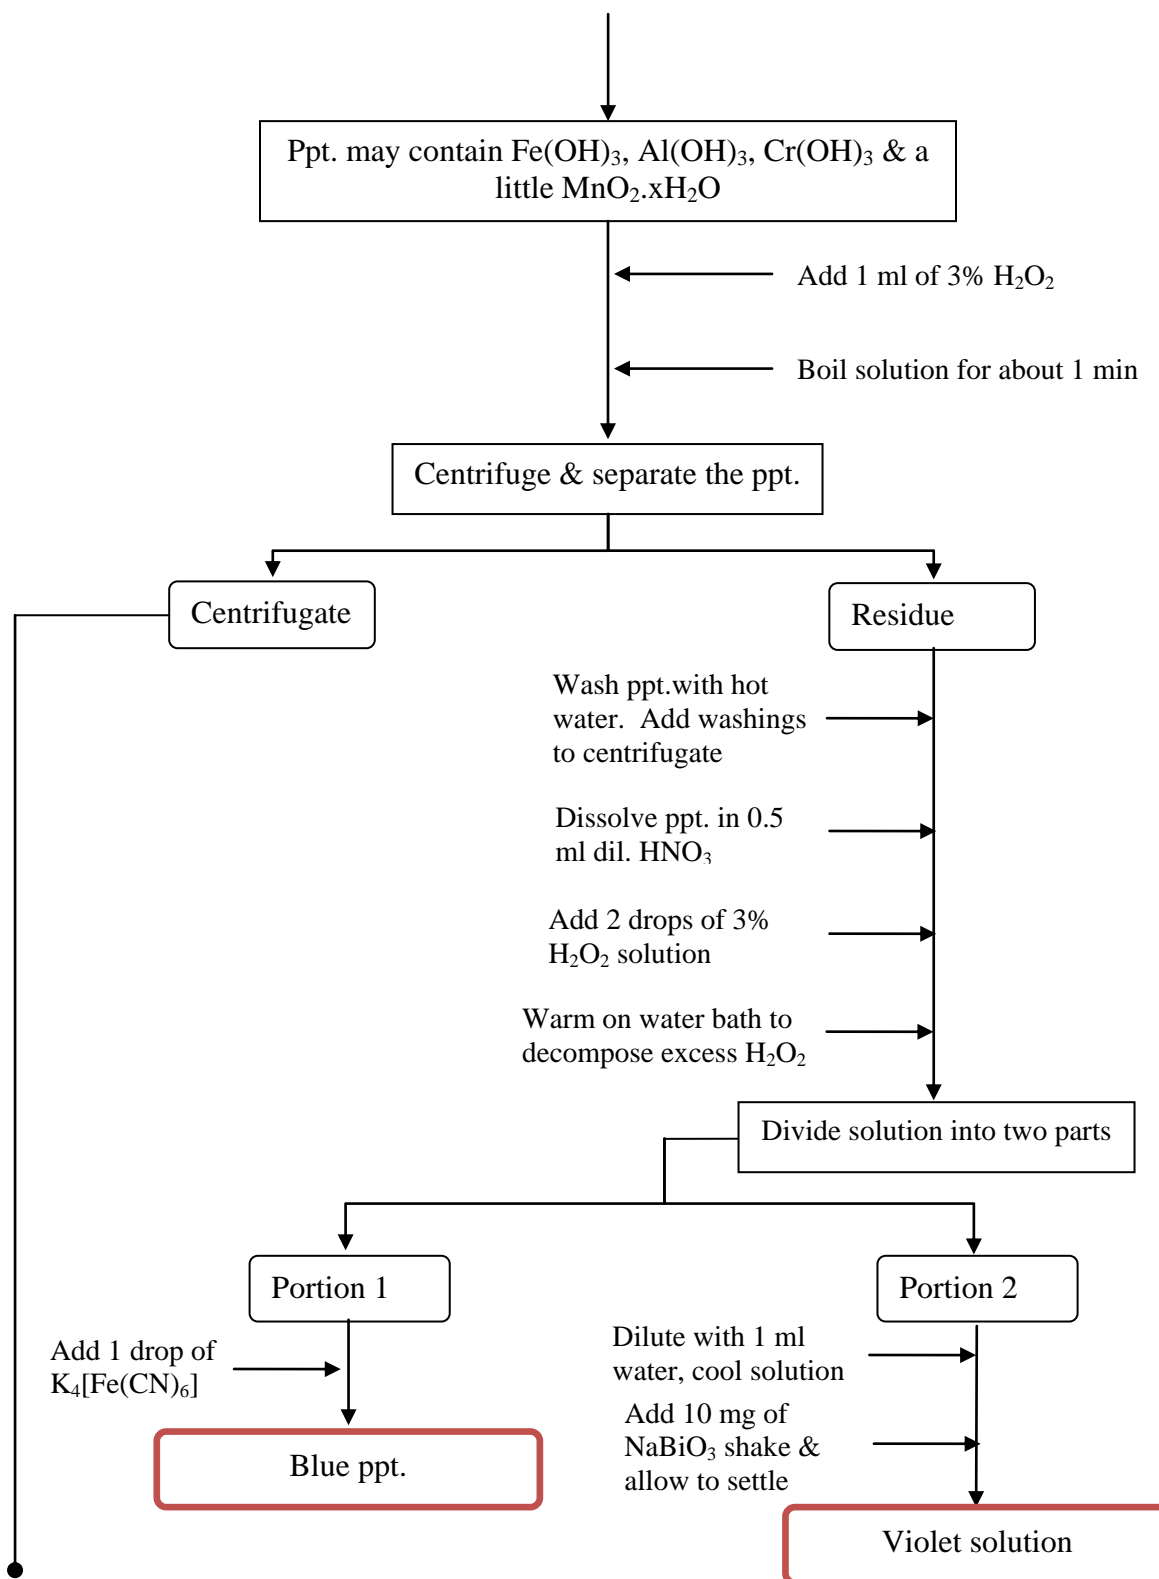 Ppt. may contain Fe(OH)₃, Al(OH)₃, Cr(OH)₃ & a
little MnO₂.xH₂O
Add 1 ml of 3% H₂O₂
Boil solution for about 1 min
Centrifuge & separate the ppt.
Centrifugate
Residue
Wash ppt.with hot
water. Add washings
to centrifugate
Dissolve ppt. in 0.5
ml dil. HNO₃
Add 2 drops of 3%
H₂O₂ solution
Warm on water bath to
decompose excess H₂O₂
Divide solution into two parts
Portion 1
Add 1 drop of
K₄[Fe(CN)₆]
Blue ppt.
Portion 2
Dilute with 1 ml
water, cool solution
Add 10 mg of
NaBiO₃ shake &
allow to settle
Violet solution